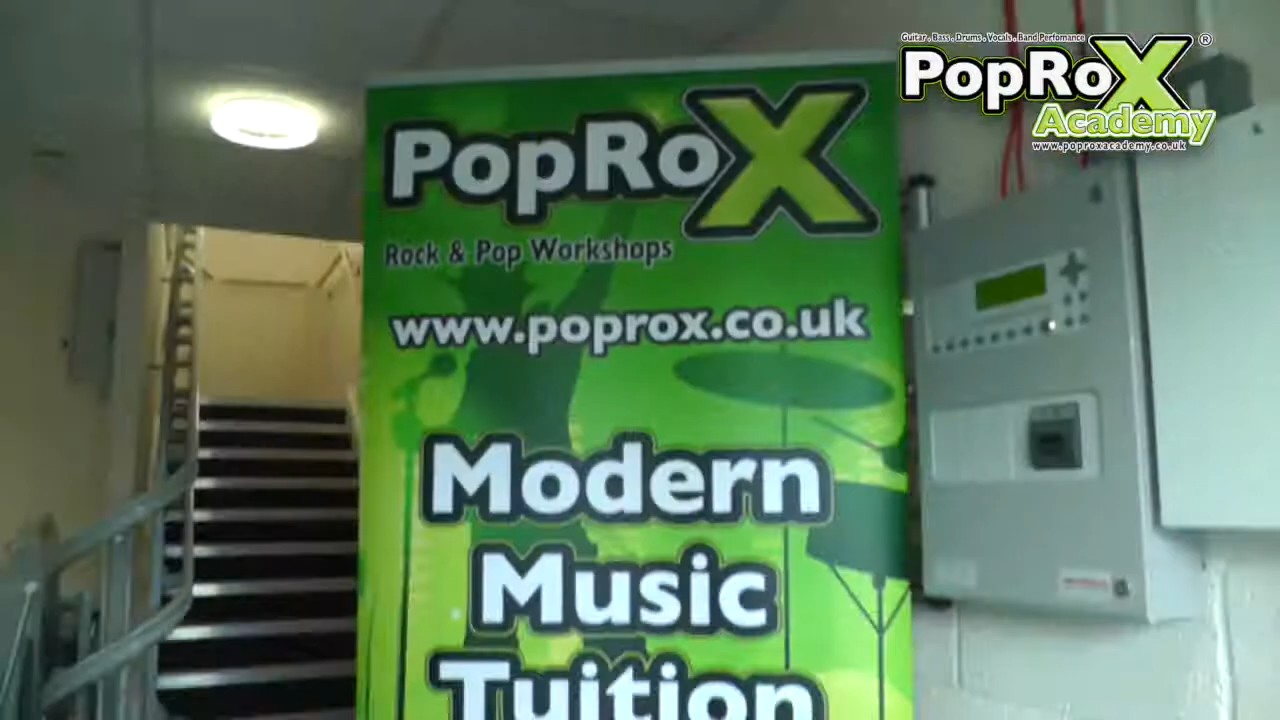 Guitar . Bass . Drums . Vocals . Band Perfomance
PopRoX ®
Academy
www.poproxacademy.co.uk
PopRoX
Rock & Pop Workshops
www.poprox.co.uk
Modern
Music
Tuition